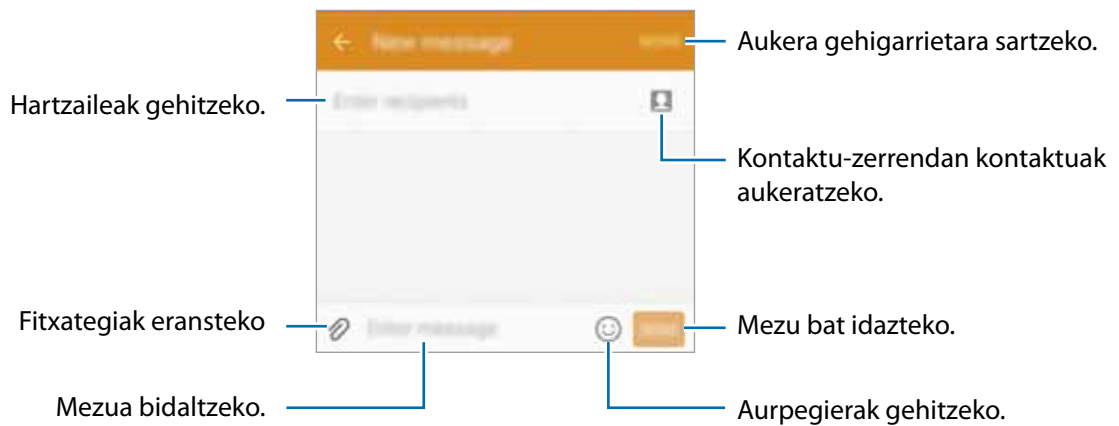 New message
Aukera gehigarrietara sartzeko.
Hartzaileak gehitzeko.
Enter recipients
Kontaktu-zerrendan kontaktuak
aukeratzeko.
Fitxategiak eransteko
Enter message
Mezu bat idazteko.
Mezua bidaltzeko.
Aurpegierak gehitzeko.